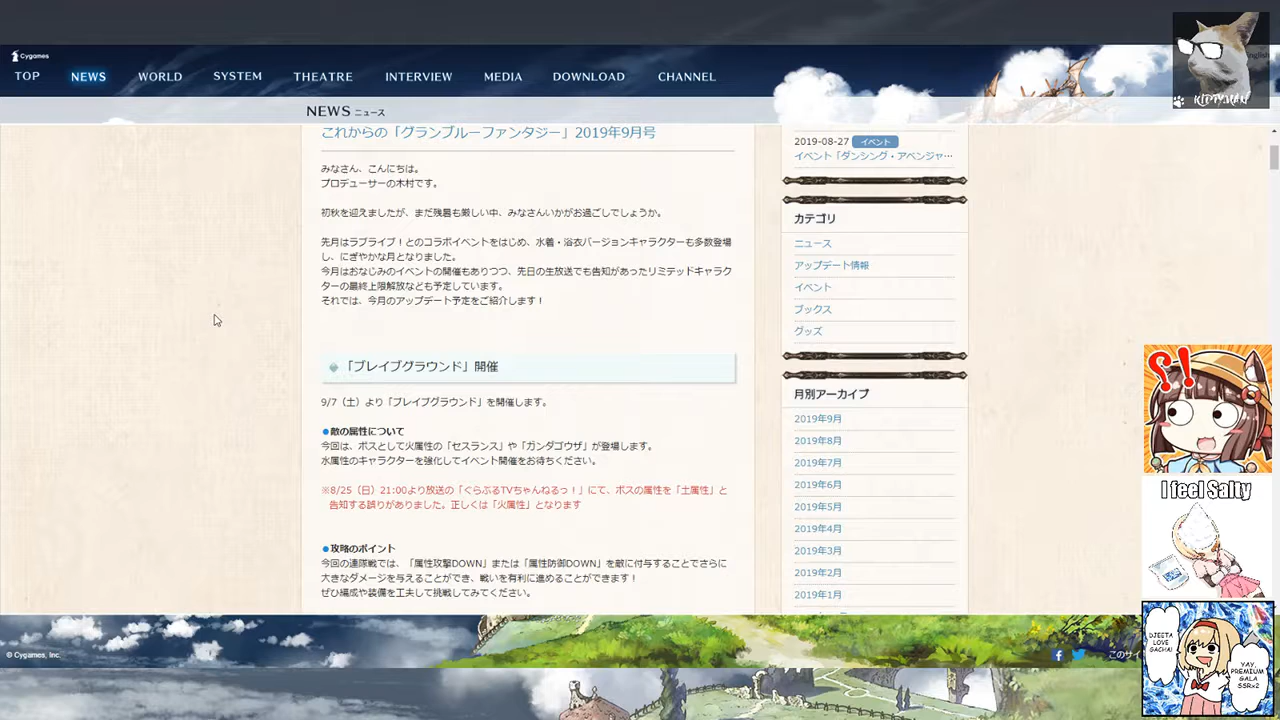 Cygames
TOP
NEWS
WORLD
SYSTEM
THEATRE
INTERVIEW
MEDIA
DOWNLOAD
CHANNEL
English
KITTYMAN
NEWS ニュース
これからの「グランブルーファンタジー」2019年9月号
みなさん、こんにちは。
プロデューサーの木村です。
初秋を迎えましたが、まだ残暑も厳しい中、みなさんいかがお過ごしでしょうか。
先月はラブライブ！とのコラボイベントをはじめ、水着・浴衣バージョンキャラクターも多数登場
し、にぎやかな月となりました。
今月はおなじみのイベントの開催もありつつ、先日の生放送でも告知があったリミテッドキャラク
ターの最終上限解放なども予定しています。
それでは、今月のアップデート予定をご紹介します！
「ブレイブグラウンド」開催
9/7（土）より「ブレイブグラウンド」を開催します。
●敵の属性について
今回は、ボスとして火属性の「セスランス」や「ガンダゴウザ」が登場します。
水属性のキャラクターを強化してイベント開催をお待ちください。
※8/25（日）21:00より放送の「ぐらぶるTVちゃんねるっ！」にて、ボスの属性を「土属性」と
告知する誤りがありました。正しくは「火属性」となります
●攻略のポイント
今回の連隊戦では、「属性攻撃DOWN」または「属性防御DOWN」を敵に付与することでさらに
大きなダメージを与えることができ、戦いを有利に進めることができます！
ぜひ編成や装備を工夫して挑戦してみてください。
2019-08-27 イベント
イベント「ダンシング・アベンジャ…
カテゴリ
ニュース
アップデート情報
イベント
ブックス
グッズ
月別アーカイブ
2019年9月
2019年8月
2019年7月
2019年6月
2019年5月
2019年4月
2019年3月
2019年2月
2019年1月
!!
I feel Salty
DJEETA
LOVE
GACHA!
YAY,
PREMIUM
GALA
SSRx2
© Cygames, Inc.
このサイ